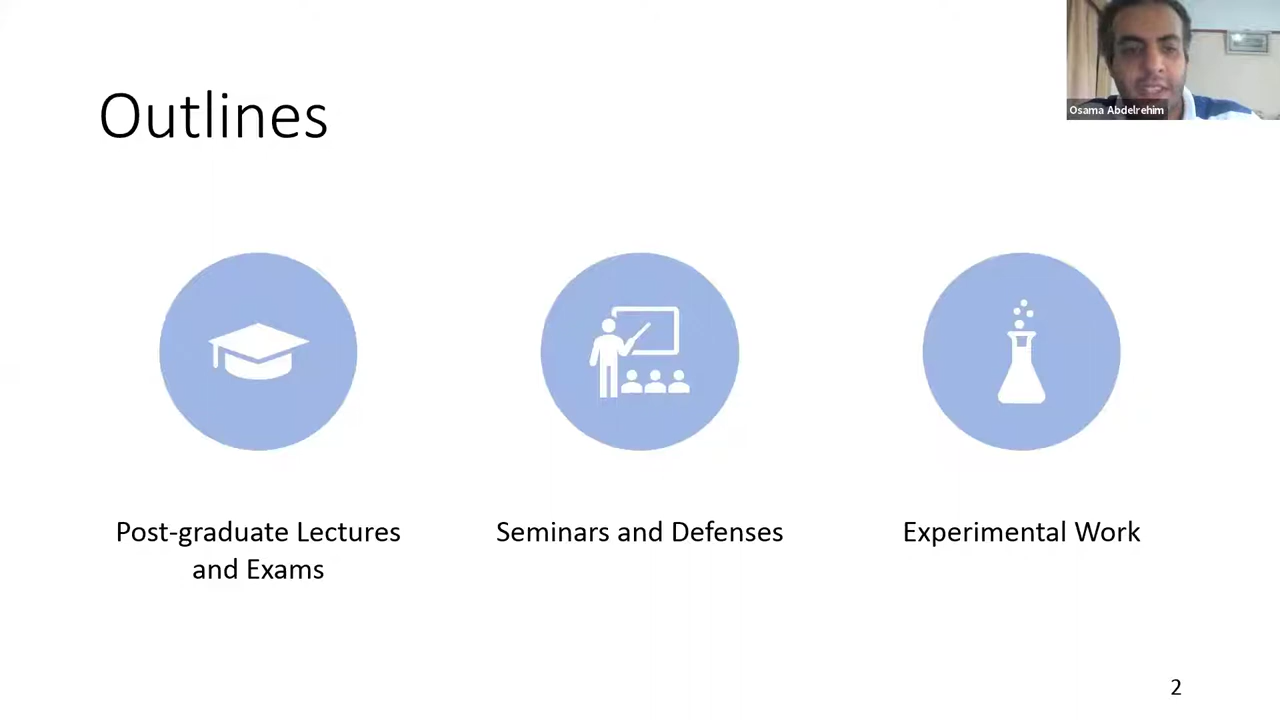 Outlines
Osama Abdelrehim
Post-graduate Lectures
and Exams
Seminars and Defenses
Experimental Work
2